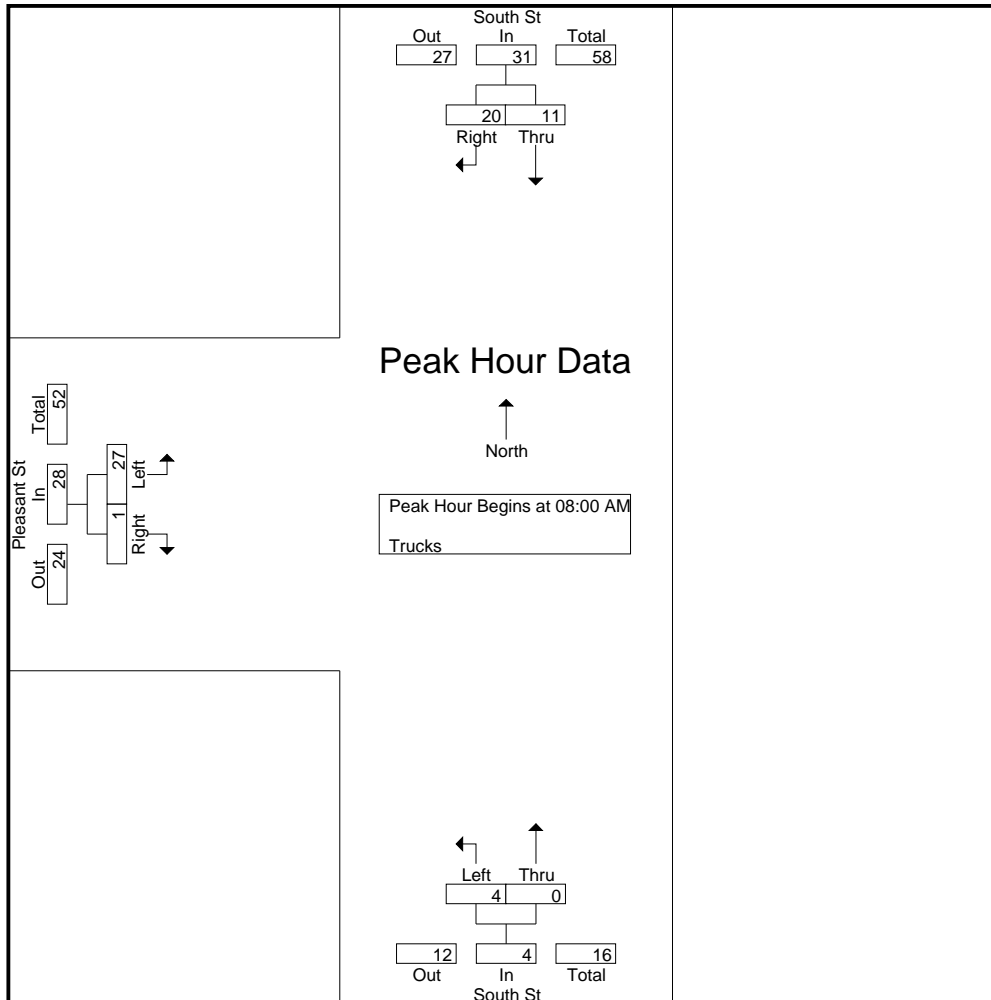 South St
Out In Total
27 31 58
20 11
Right Thru
Peak Hour Data
North
Peak Hour Begins at 08:00 AM
Trucks
Pleasant St
Out In Total
24 28 52
1 27
Right Left
Left Thru
4 0
12 4 16
Out In Total
South St